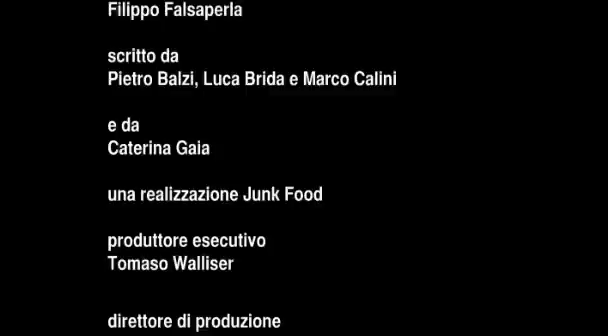 Filippo Falsaperla
scritto da
Pietro Balzi, Luca Brida e Marco Calini
e da
Caterina Gaia
una realizzazione Junk Food
produttore esecutivo
Tomaso Walliser
direttore di produzione